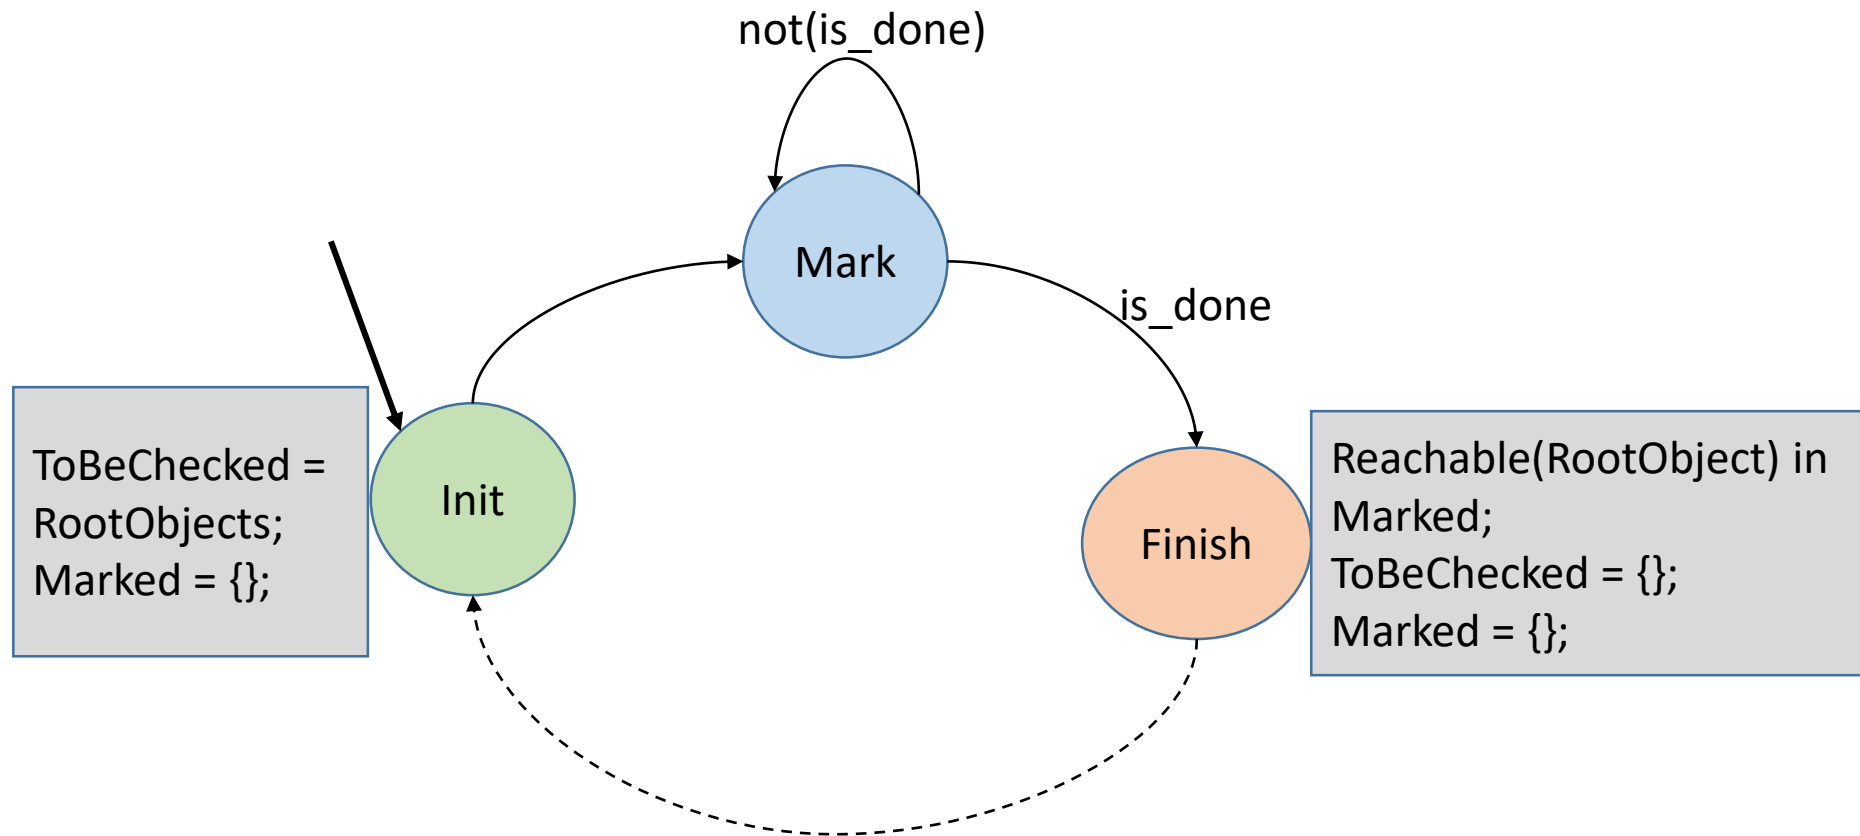 not(is_done)
Mark
is_done
ToBeChecked =
RootObjects;
Marked = {};
Init
Finish
Reachable(RootObject) in
Marked;
ToBeChecked = {};
Marked = {};